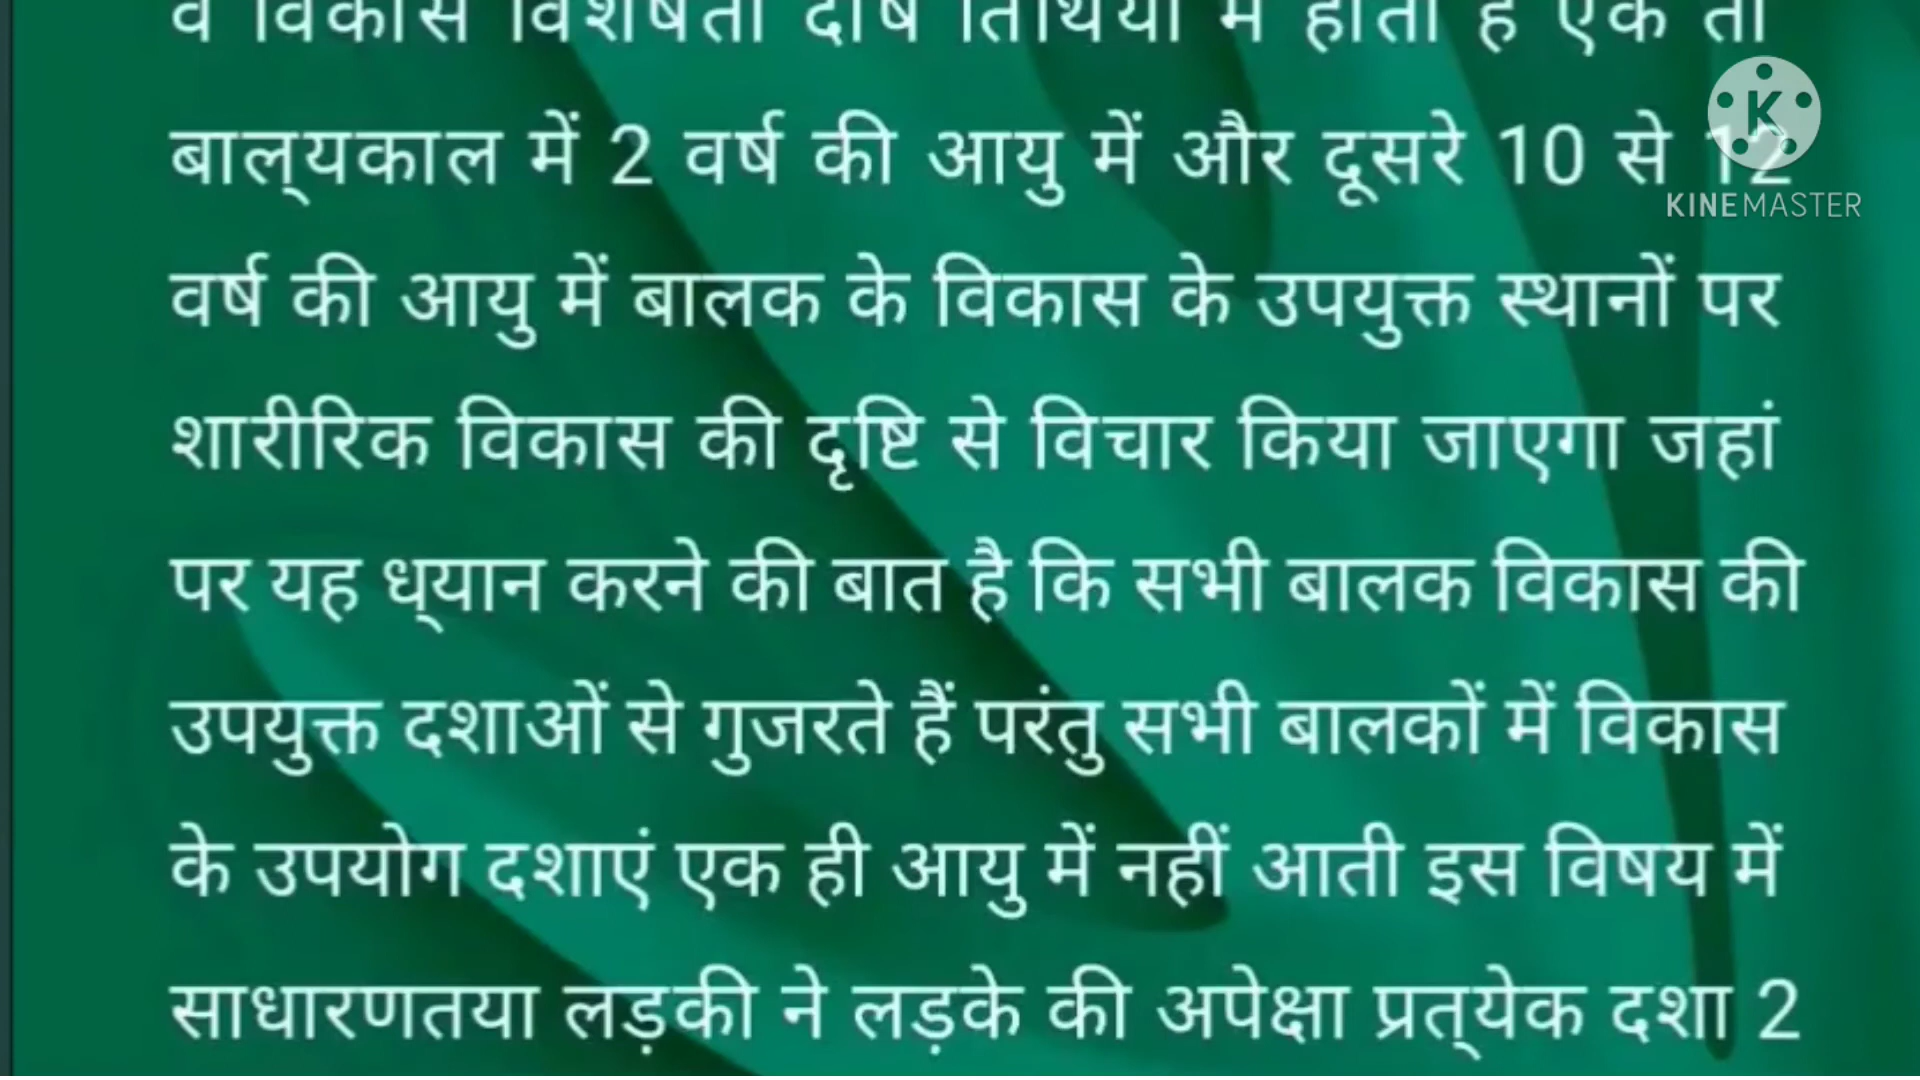 व विकास विशेषता दोष तिथियों में होती है एक तो
बाल्‌यकाल में 2 वर्ष की आयु में और दूसरे 10 से 12
वर्ष की आयु में बालक के विकास के उपयुक्त स्थानों पर
शारीरिक विकास की दृष्टि से विचार किया जाएगा जहां
पर यह ध्‌यान करने की बात है कि सभी बालक विकास की
उपयुक्त दशाओं से गुजरते हैं परंतु सभी बालकों में विकास
के उपयोग दशाएं एक ही आयु में नहीं आती इस विषय में
साधारणतया लड़की ने लड़के की अपेक्षा प्रत्‌येक दशा 2
K
KINEMASTER